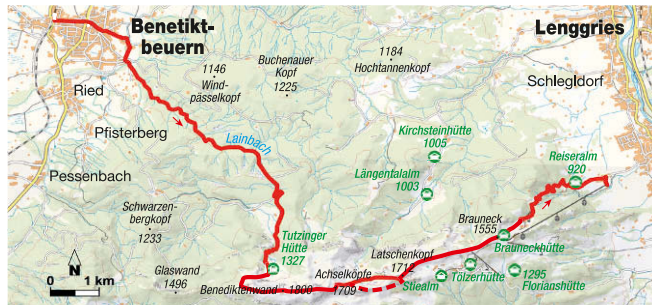 Benetikt-
beuern
Lenggries
1184
Hochtannenkopf
Buchenauer
Kopf
1225
1146
Wind-
pässelkopf
Schlegldorf
Ried
Pfisterberg
Lainbach
Kirchsteinhütte
1005
Pessenbach
Längentalalm
1003
Reiseralm
920
Schwarzen-
bergkopf
1233
Tutzinger
Hütte
1327
Brauneck
1555
Brauneckhütte
Latschenkopf
1712
N
0 1 km
Glaswand
1496
Achselköpfe
1709
Benediktenwand - 1800
Stiealm
Tölzerhütte
1295
Florianshütte